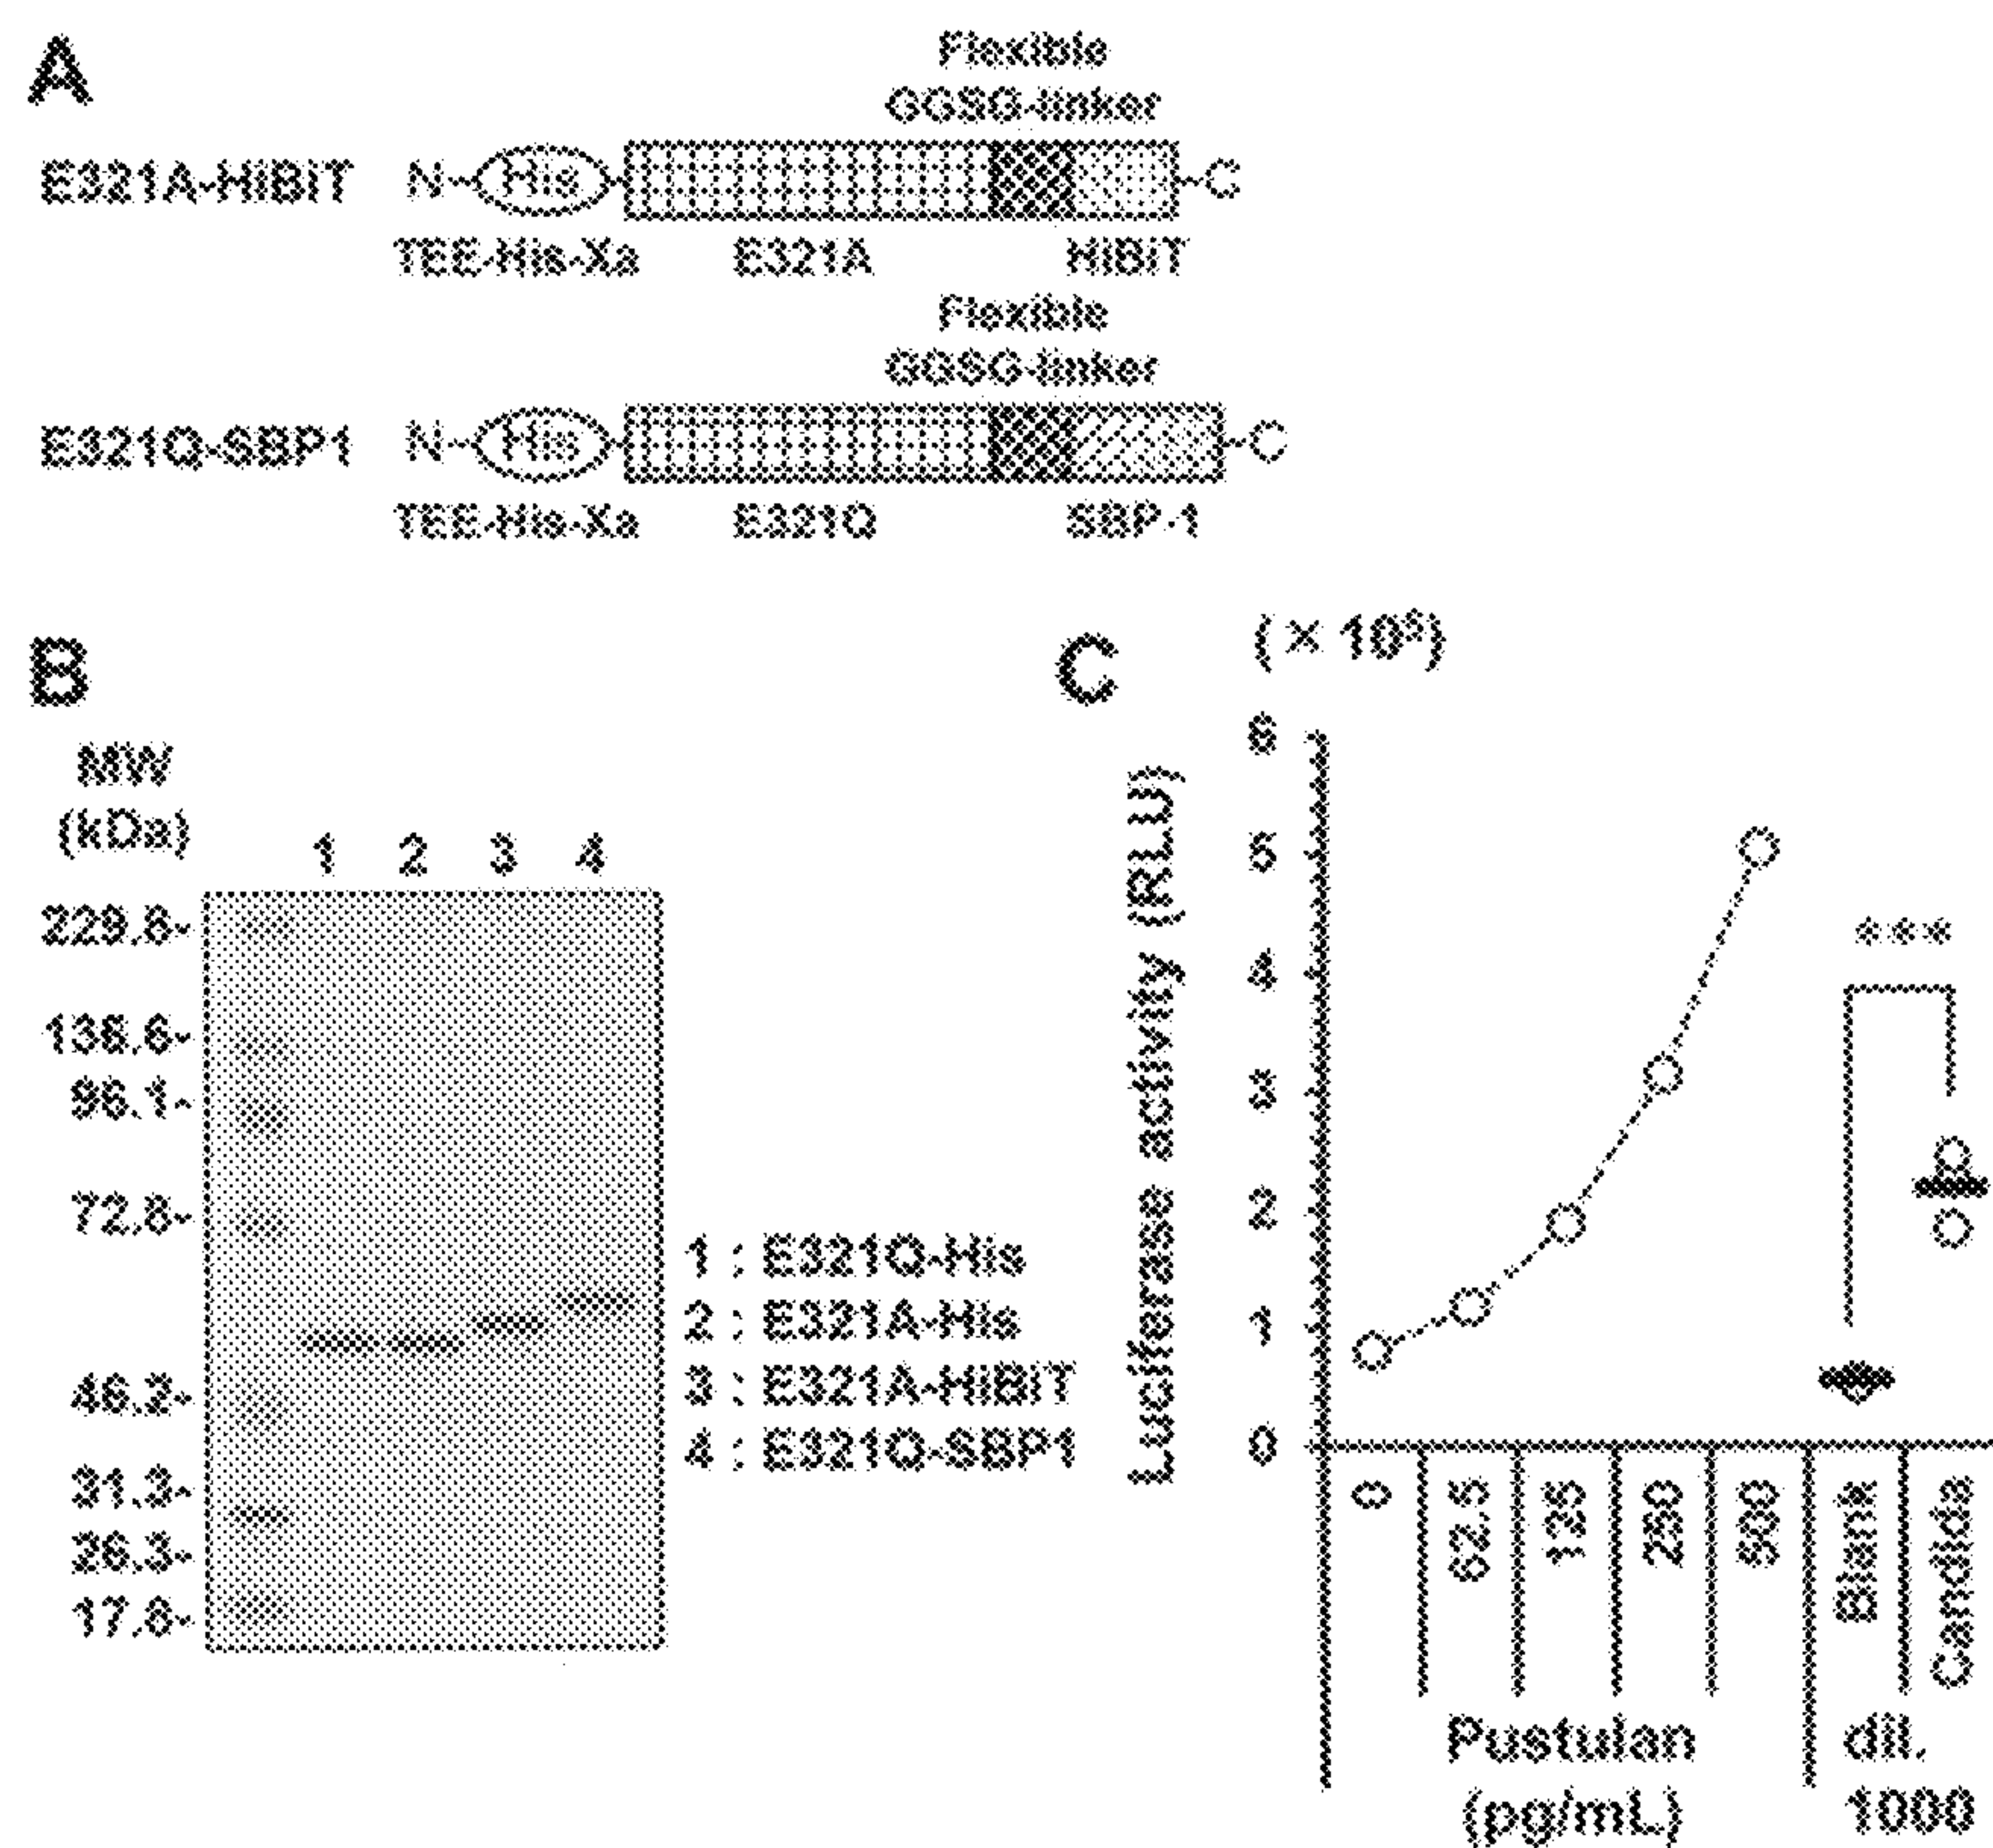 A
Flexible
GGSG-linker
E321A-HiBiT N His C
TEE-His-Xa E321A HiBiT
Flexible
GGSG-linker
E321Q-SBP1 N His C
TEE-His-Xa E321Q SBP-1
B
MW
(kDa)
1 2 3 4
229.8-
136.6-
96.1-
72.8-
46.2-
31.3-
26.3-
17.6-
1 : E321Q-His
2 : E321A-His
3 : E321A-HiBiT
4 : E321Q-SBP1
C
(× 10⁵)
Luciferase activity (RLU)
6
5
4
3
2
1
0
***
0
62.5
125
250
500
Blank
Candida
Pustulan
(pg/mL)
dil.
1000